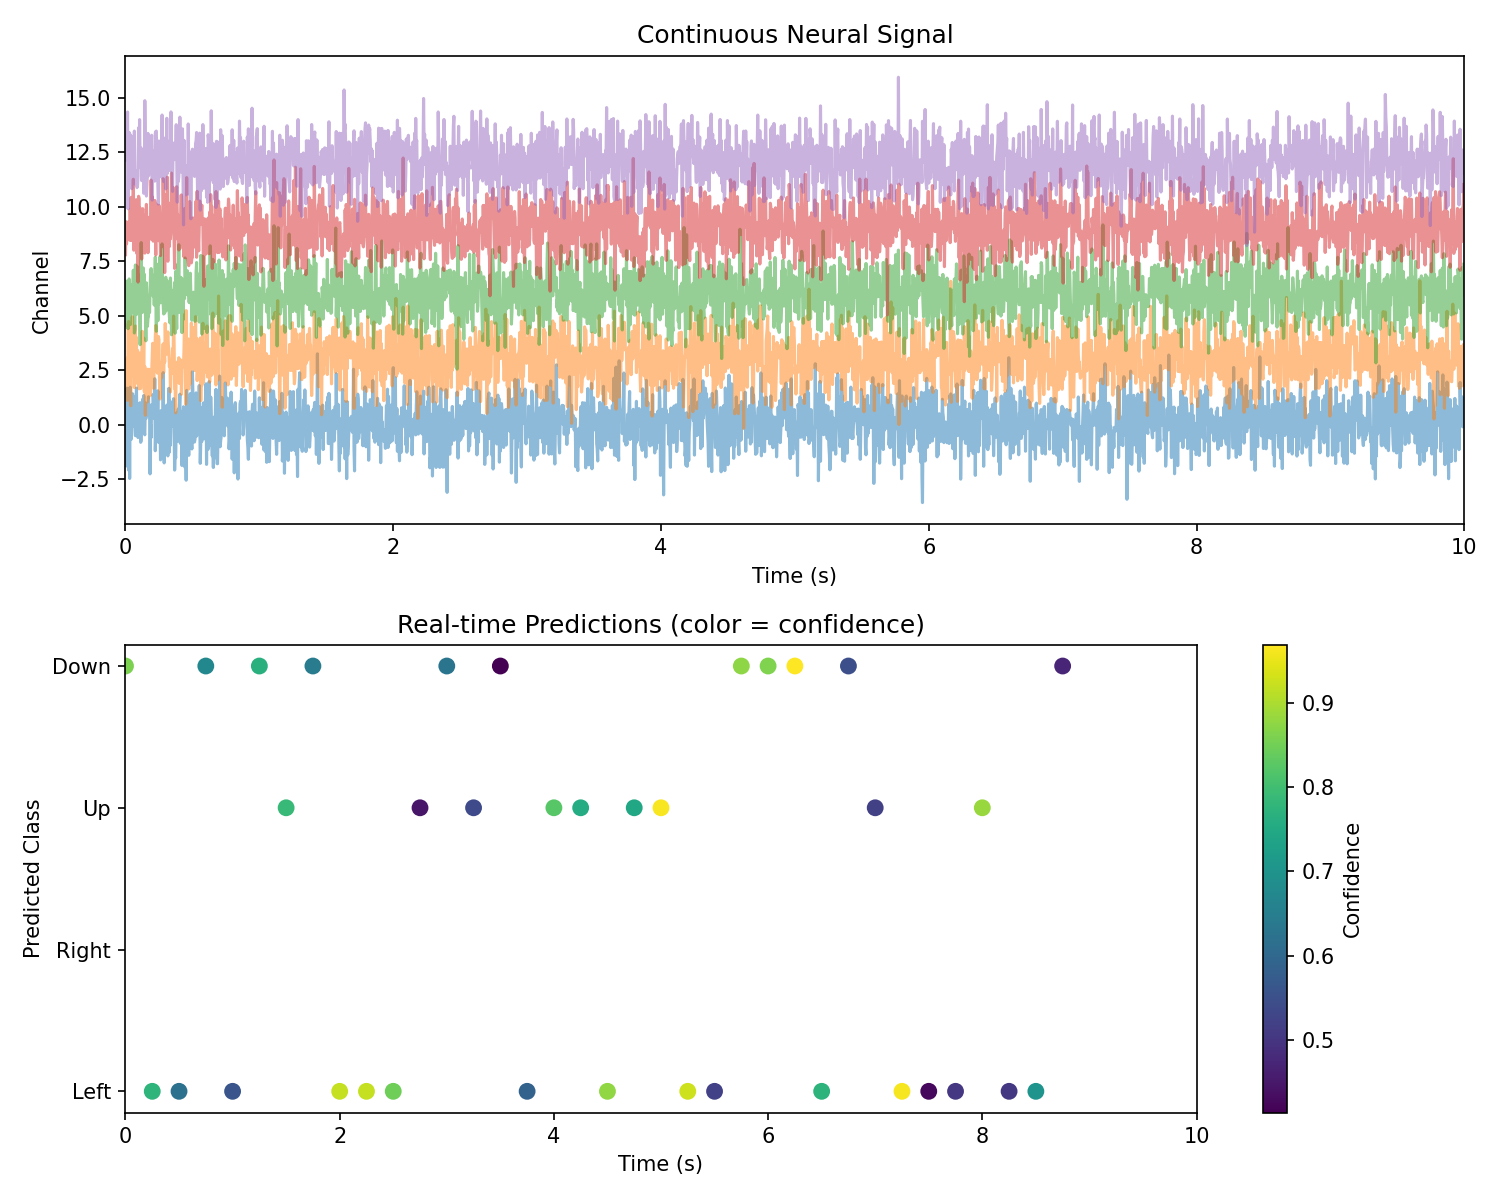 Continuous Neural Signal
15.0
12.5
10.0
7.5
5.0
2.5
0.0
−2.5
Channel
0 2 4 6 8 10
Time (s)
Real-time Predictions (color = confidence)
Down
Up
Right
Left
Predicted Class
0 2 4 6 8 10
Time (s)
0.9
0.8
0.7
0.6
0.5
Confidence